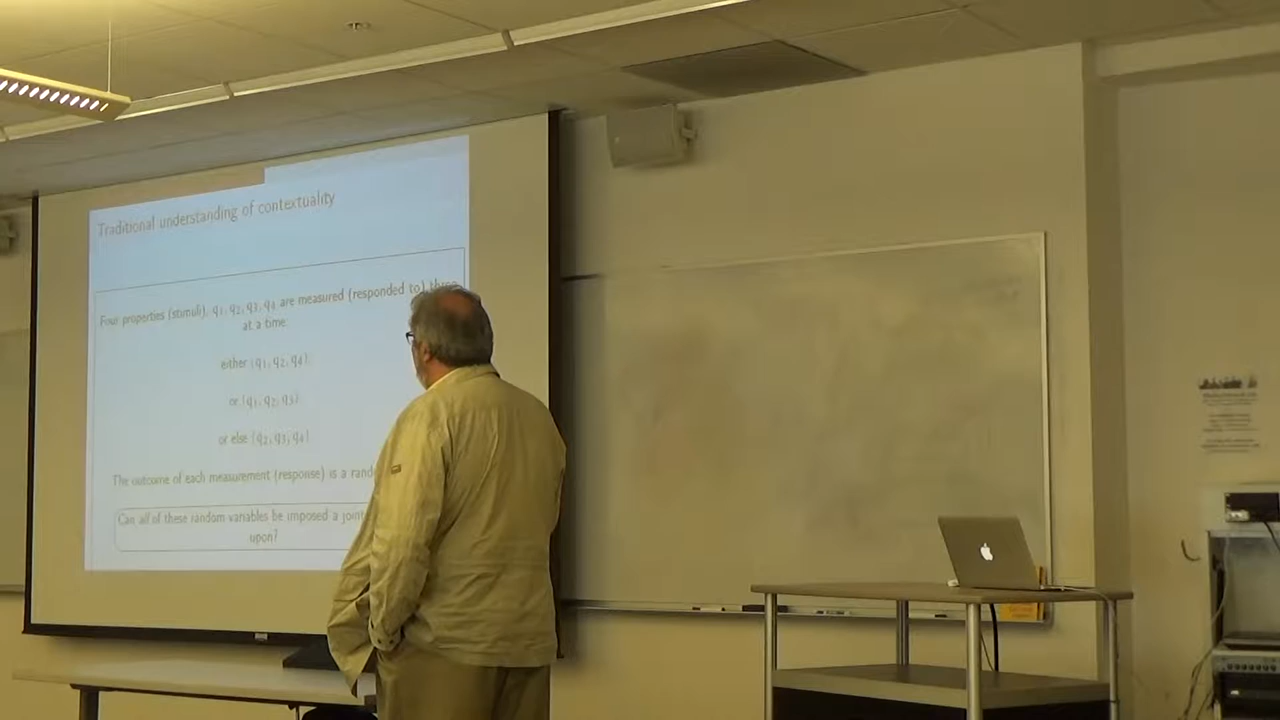 Traditional understanding of contextuality
Four properties (stimuli), q1, q2, q3, q4 are measured (responded to) three
at a time:
either (q1, q2, q4)
or (q1, q2, q3)
or else (q2, q3, q4)
The outcome of each measurement (response) is a rand
Can all of these random variables be imposed a joint
upon?